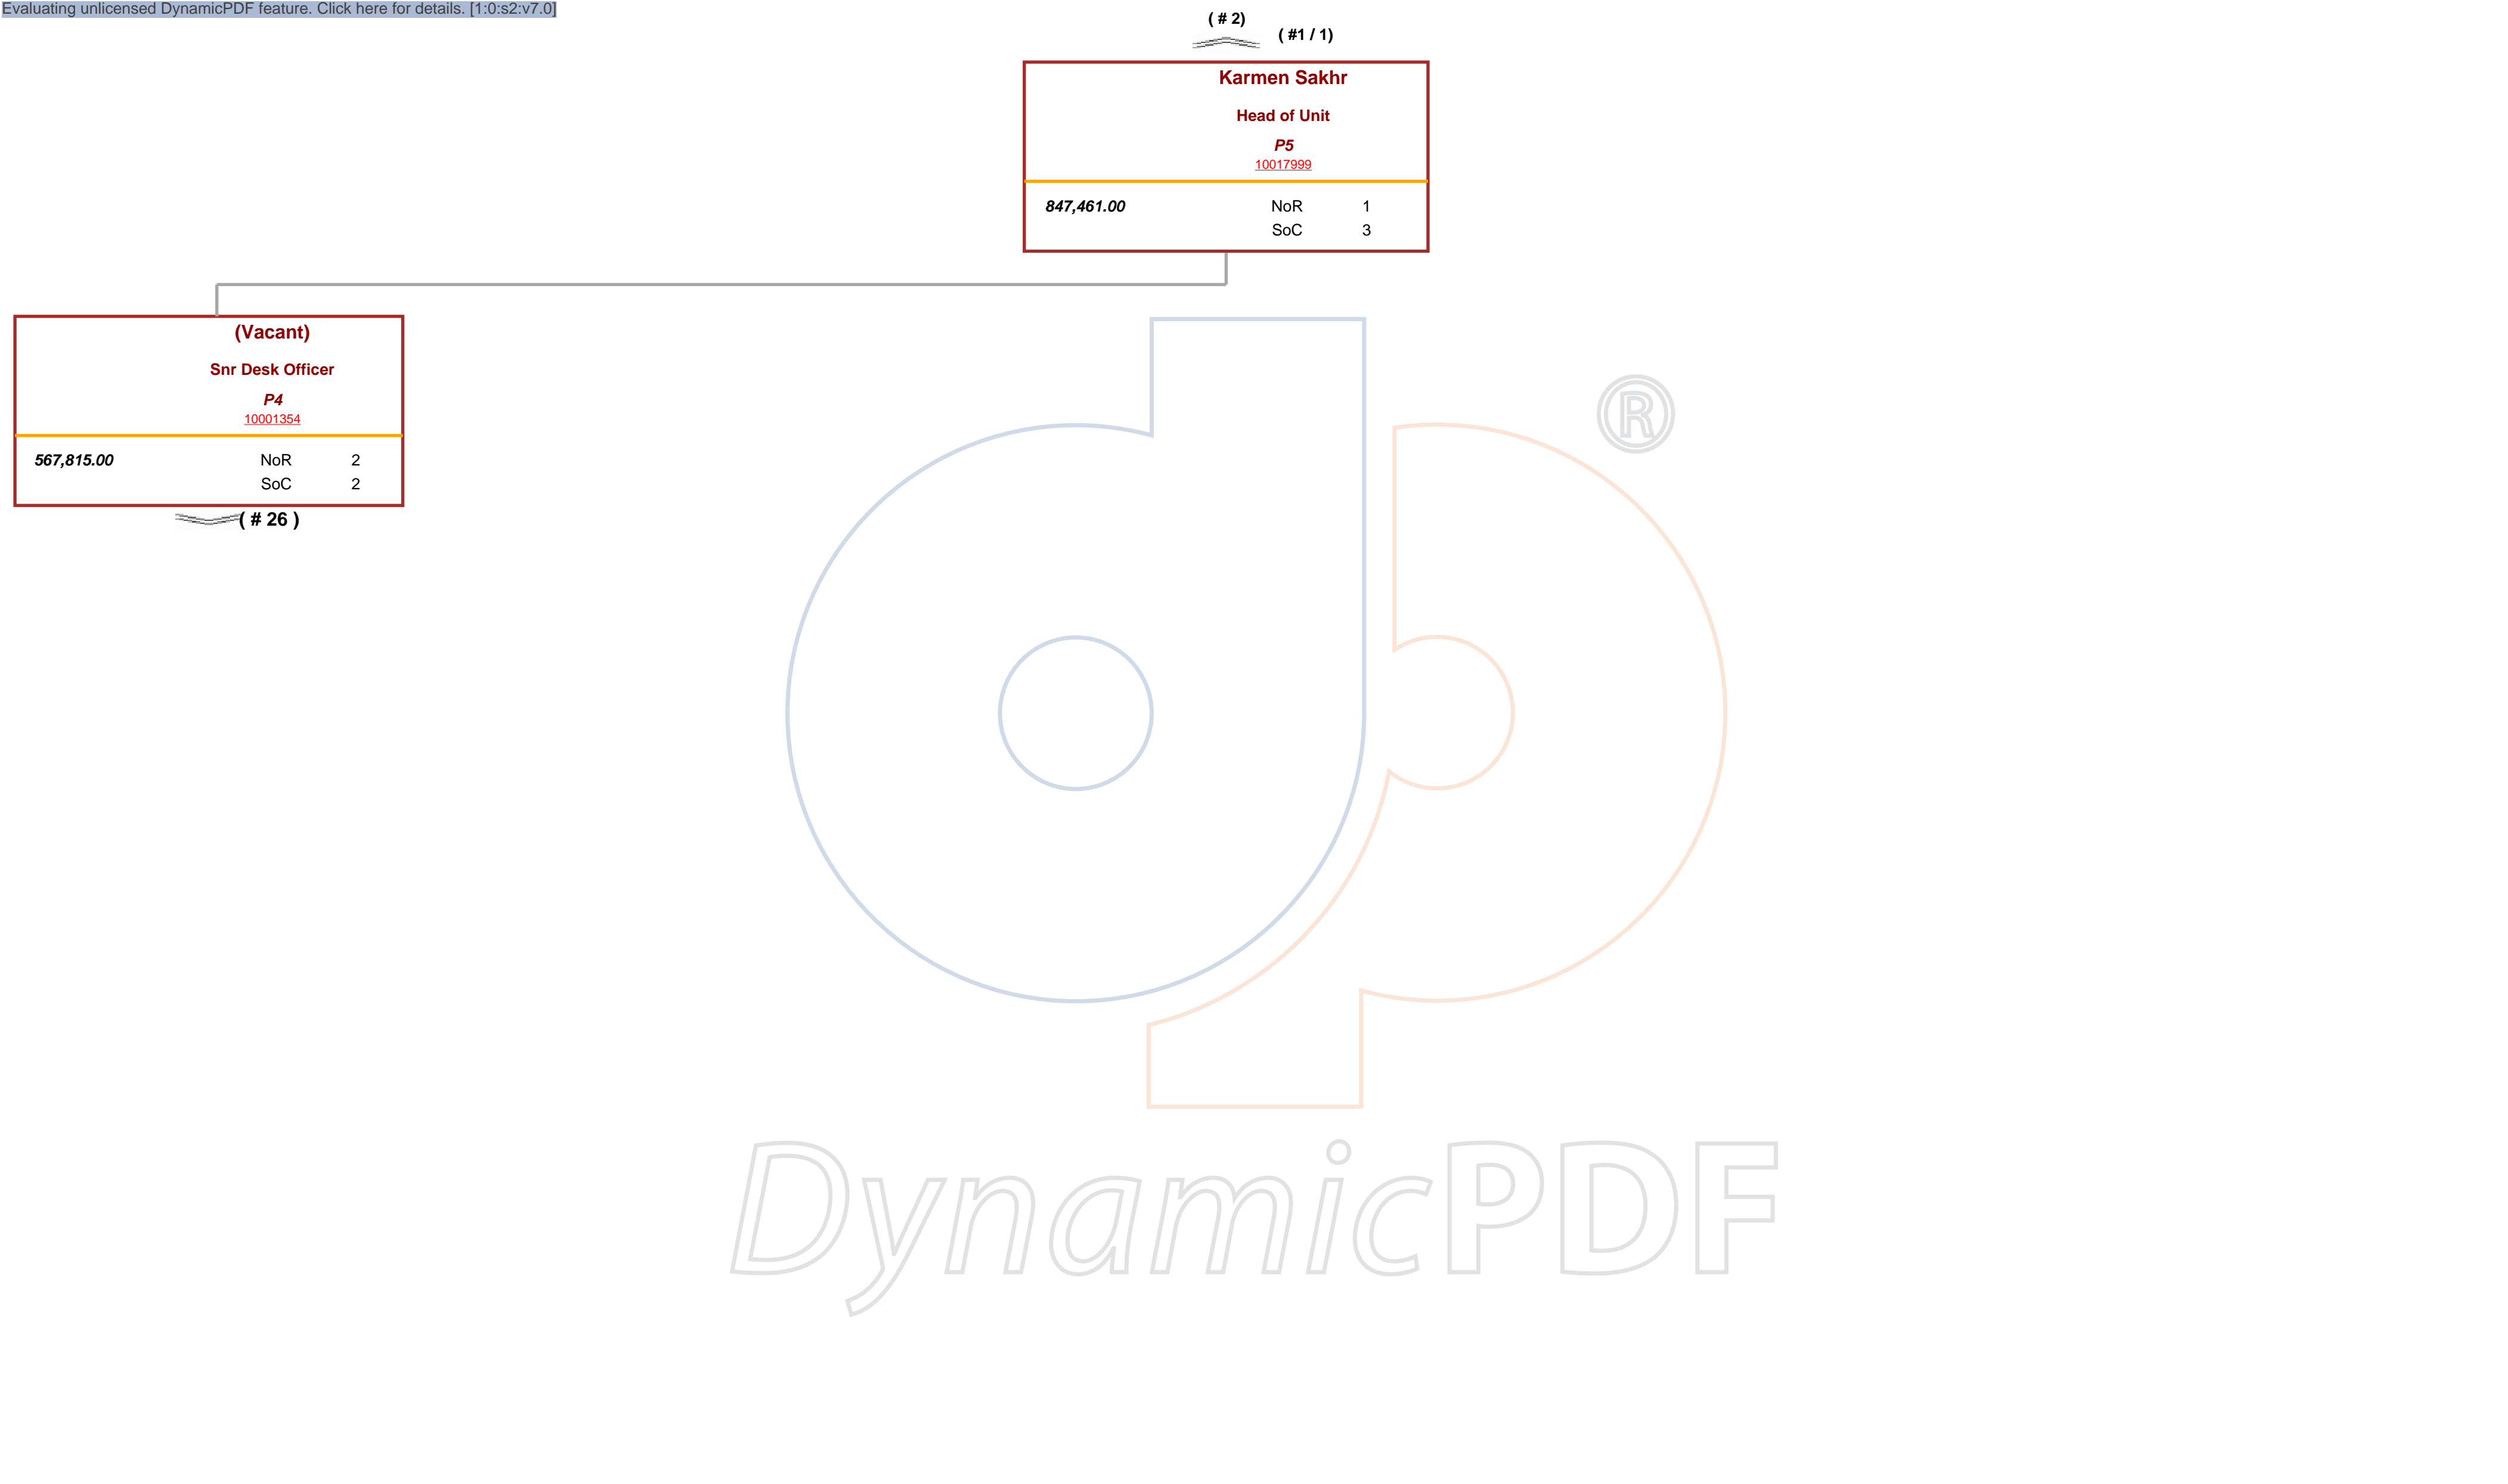 Evaluating unlicensed DynamicPDF feature. Click here for details. [1:0:s2:v7.0]
( # 2)
( #1 / 1)
Karmen Sakhr
Head of Unit
P5
10017999
847,461.00 NoR 1
SoC 3
(Vacant)
Snr Desk Officer
P4
10001354
567,815.00 NoR 2
SoC 2
( # 26 )
®
DynamicPDF